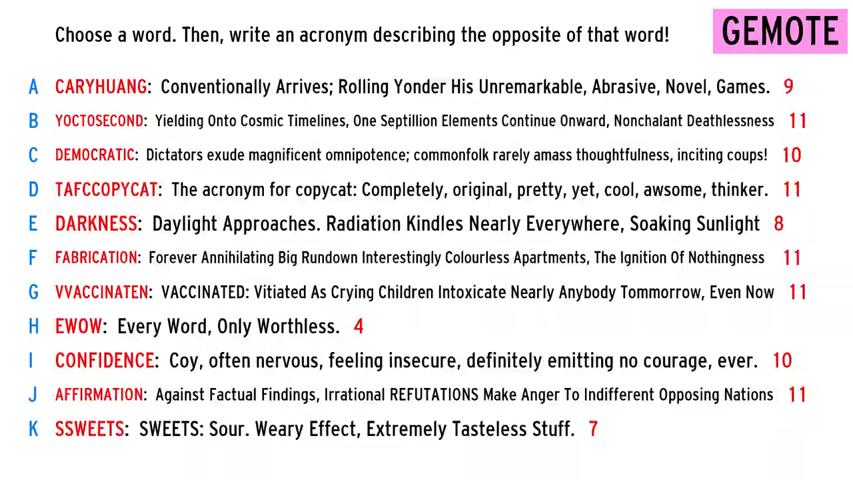 Choose a word. Then, write an acronym describing the opposite of that word!
GEMOTE
A CARYHUANG: Conventionally Arrives; Rolling Yonder His Unremarkable, Abrasive, Novel, Games. 9
B YOCTOSECOND: Yielding Onto Cosmic Timelines, One Septillion Elements Continue Onward, Nonchalant Deathlessness 11
C DEMOCRATIC: Dictators exude magnificent omnipotence; commonfolk rarely amass thoughtfulness, inciting coups! 10
D TAFCCOPYCAT: The acronym for copycat: Completely, original, pretty, yet, cool, awsome, thinker. 11
E DARKNESS: Daylight Approaches. Radiation Kindles Nearly Everywhere, Soaking Sunlight 8
F FABRICATION: Forever Annihilating Big Rundown Interestingly Colourless Apartments, The Ignition Of Nothingness 11
G VVACCINATEN: VACCINATED: Vitiated As Crying Children Intoxicate Nearly Anybody Tommorrow, Even Now 11
H EWOW: Every Word, Only Worthless. 4
I CONFIDENCE: Coy, often nervous, feeling insecure, definitely emitting no courage, ever. 10
J AFFIRMATION: Against Factual Findings, Irrational REFUTATIONS Make Anger To Indifferent Opposing Nations 11
K SSWEETS: SWEETS: Sour. Weary Effect, Extremely Tasteless Stuff. 7